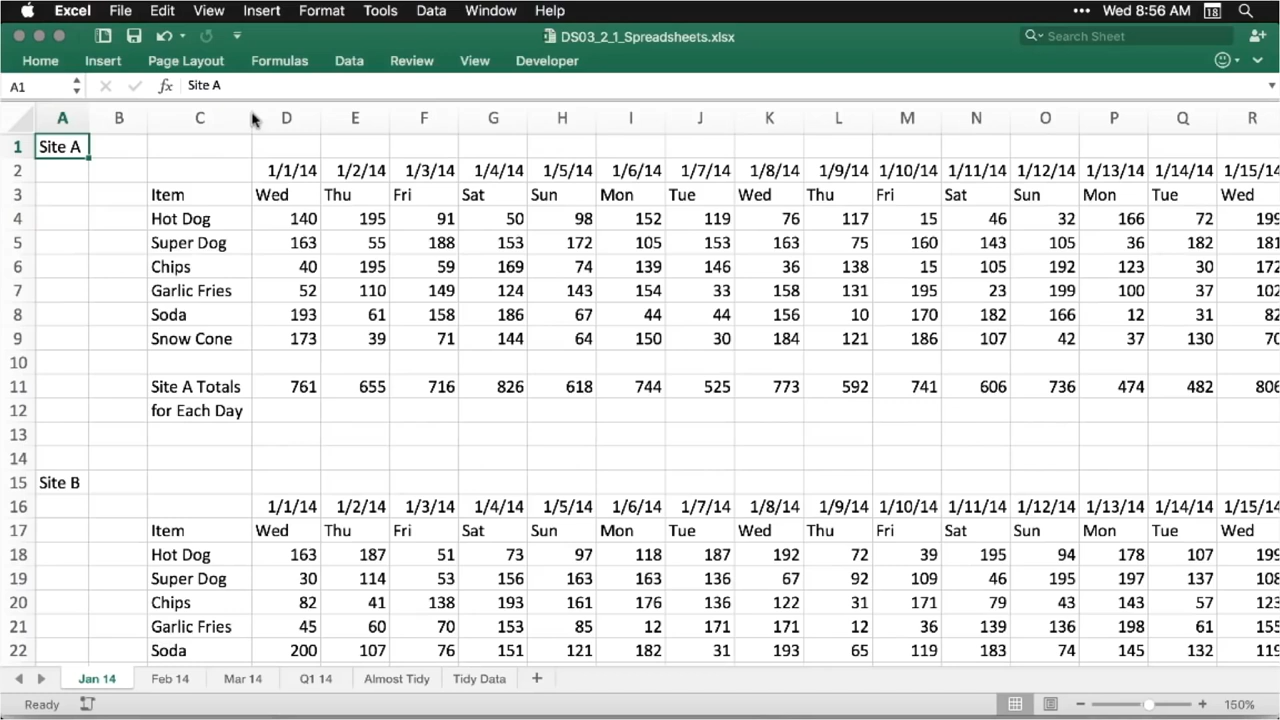 Excel File Edit View Insert Format Tools Data Window Help ••• Wed 8:56 AM 18
DS03_2_1_Spreadsheets.xlsx Search Sheet
Home Insert Page Layout Formulas Data Review View Developer
A1 fx Site A
A B C D E F G H I J K L M N O P Q R
1 Site A
2 1/1/14 1/2/14 1/3/14 1/4/14 1/5/14 1/6/14 1/7/14 1/8/14 1/9/14 1/10/14 1/11/14 1/12/14 1/13/14 1/14/14 1/15/14
3 Item Wed Thu Fri Sat Sun Mon Tue Wed Thu Fri Sat Sun Mon Tue Wed
4 Hot Dog 140 195 91 50 98 152 119 76 117 15 46 32 166 72 199
5 Super Dog 163 55 188 153 172 105 153 163 75 160 143 105 36 182 181
6 Chips 40 195 59 169 74 139 146 36 138 15 105 192 123 30 172
7 Garlic Fries 52 110 149 124 143 154 33 158 131 195 23 199 100 37 102
8 Soda 193 61 158 186 67 44 44 156 10 170 182 166 12 31 82
9 Snow Cone 173 39 71 144 64 150 30 184 121 186 107 42 37 130 70
10
11 Site A Totals 761 655 716 826 618 744 525 773 592 741 606 736 474 482 806
12 for Each Day
13
14
15 Site B
16 1/1/14 1/2/14 1/3/14 1/4/14 1/5/14 1/6/14 1/7/14 1/8/14 1/9/14 1/10/14 1/11/14 1/12/14 1/13/14 1/14/14 1/15/14
17 Item Wed Thu Fri Sat Sun Mon Tue Wed Thu Fri Sat Sun Mon Tue Wed
18 Hot Dog 163 187 51 73 97 118 187 192 72 39 195 94 178 107 199
19 Super Dog 30 114 53 156 163 163 136 67 92 109 46 195 197 137 108
20 Chips 82 41 138 193 161 176 136 122 31 171 79 43 143 57 123
21 Garlic Fries 45 60 70 153 85 12 171 171 12 36 139 136 198 61 155
22 Soda 200 107 76 151 121 182 31 193 65 119 183 74 145 132 119
Jan 14 Feb 14 Mar 14 Q1 14 Almost Tidy Tidy Data +
Ready 150%